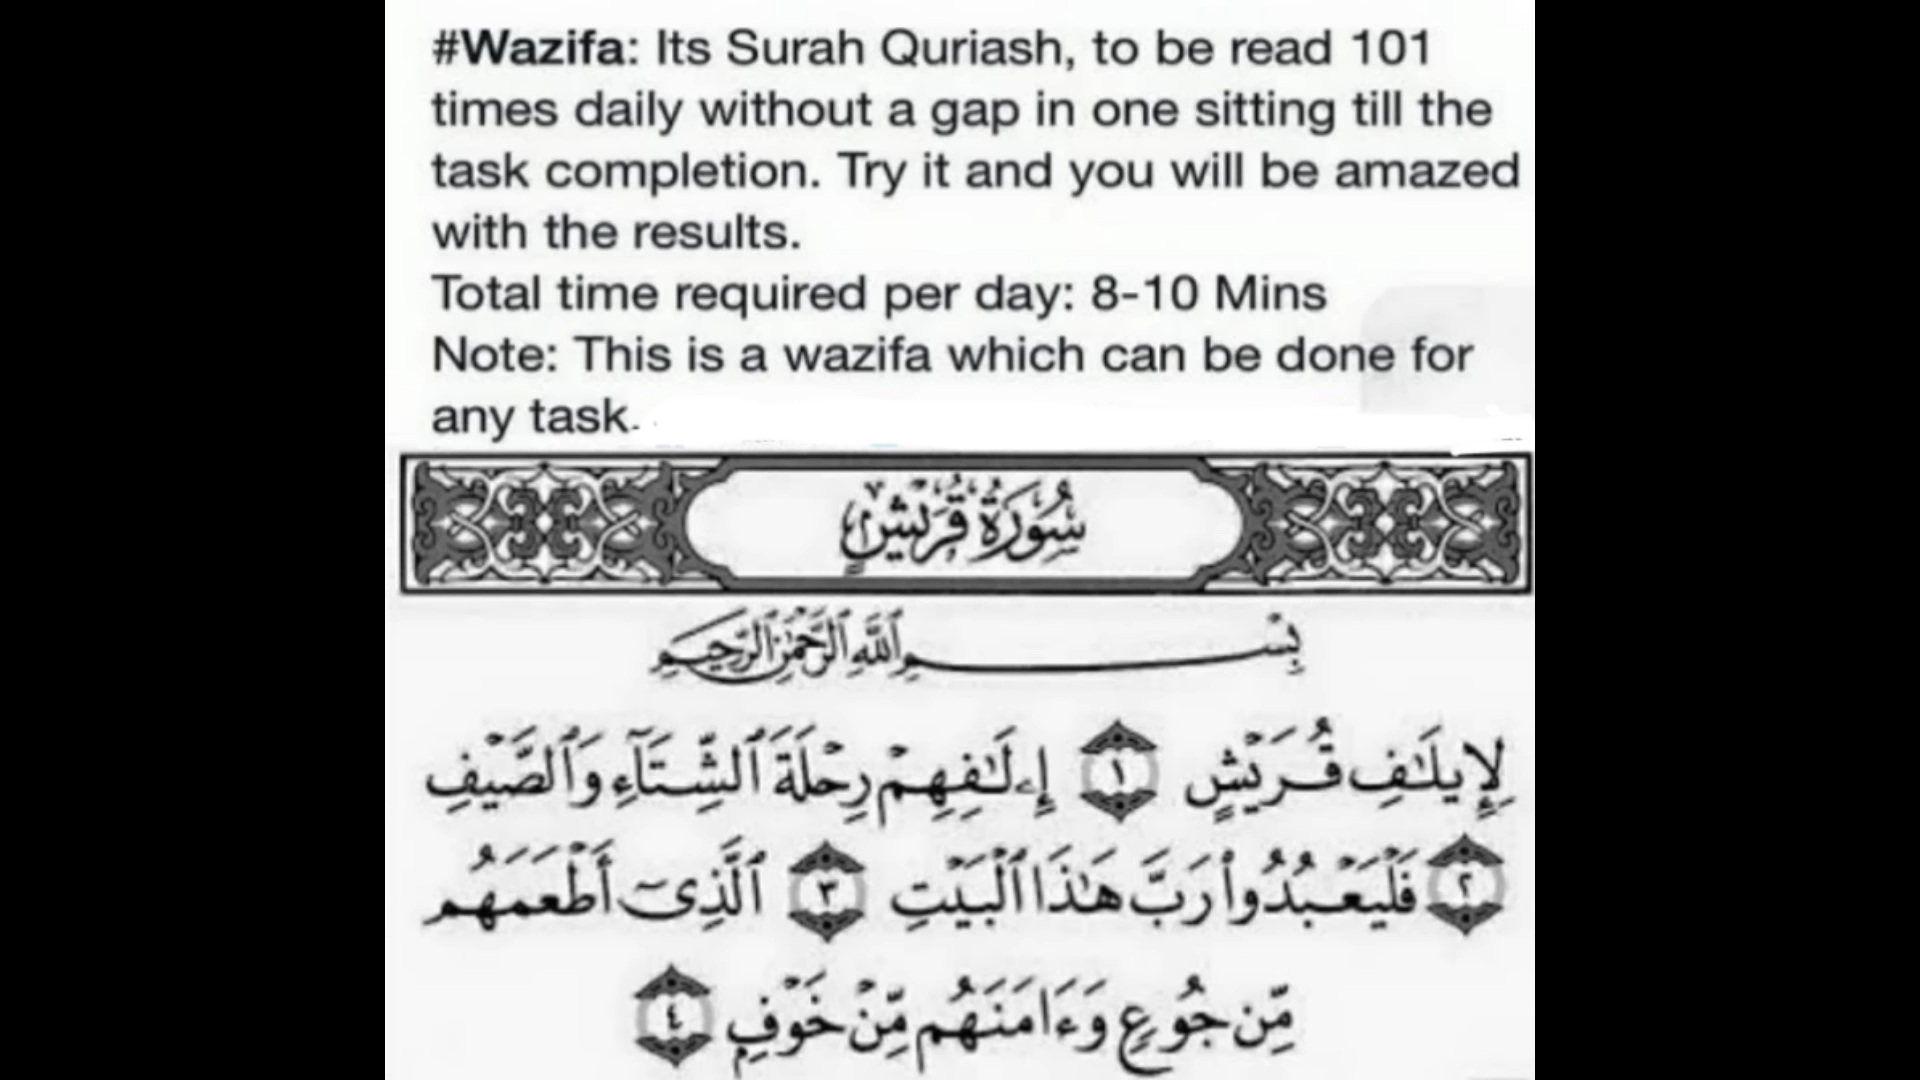 #Wazifa: Its Surah Quriash, to be read 101
times daily without a gap in one sitting till the
task completion. Try it and you will be amazed
with the results.
Total time required per day: 8-10 Mins
Note: This is a wazifa which can be done for
any task.
سُورَةُ قُرَيْشٍ
بِسْمِ ٱللَّهِ ٱلرَّحْمَٰنِ ٱلرَّحِيمِ
لِإِيلَٰفِ قُرَيْشٍ ١ إِۦلَٰفِهِمْ رِحْلَةَ ٱلشِّتَآءِ وَٱلصَّيْفِ
٢ فَلْيَعْبُدُوا۟ رَبَّ هَٰذَا ٱلْبَيْتِ ٣ ٱلَّذِىٓ أَطْعَمَهُم
مِّن جُوعٍ وَءَامَنَهُم مِّنْ خَوْفٍۭ ٤